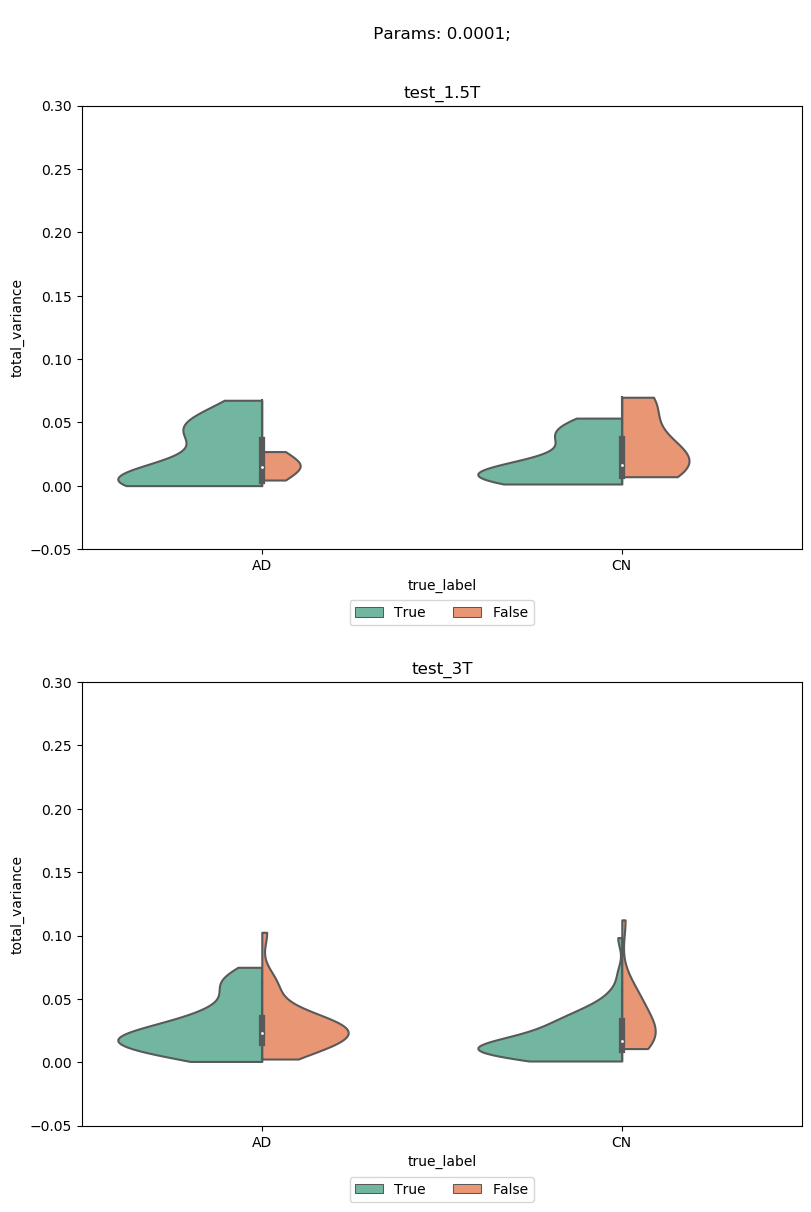 Params: 0.0001;
test_1.5T
0.30
0.25
0.20
0.15
0.10
0.05
0.00
−0.05
total_variance
AD CN
true_label
True False
test_3T
0.30
0.25
0.20
0.15
0.10
0.05
0.00
−0.05
total_variance
AD CN
true_label
True False